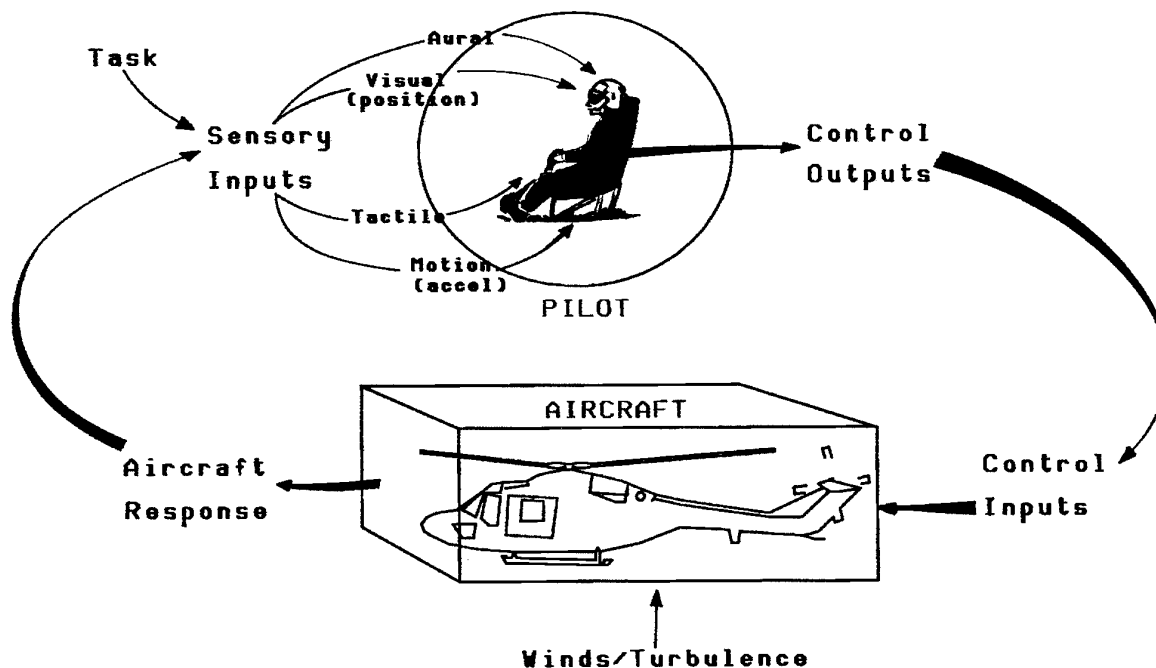 Aural
Task
Visual
(position)
Sensory
Inputs
Control
Outputs
Tactile
Motion
(accel)
PILOT
AIRCRAFT
Aircraft
Response
Control
Inputs
Winds/Turbulence